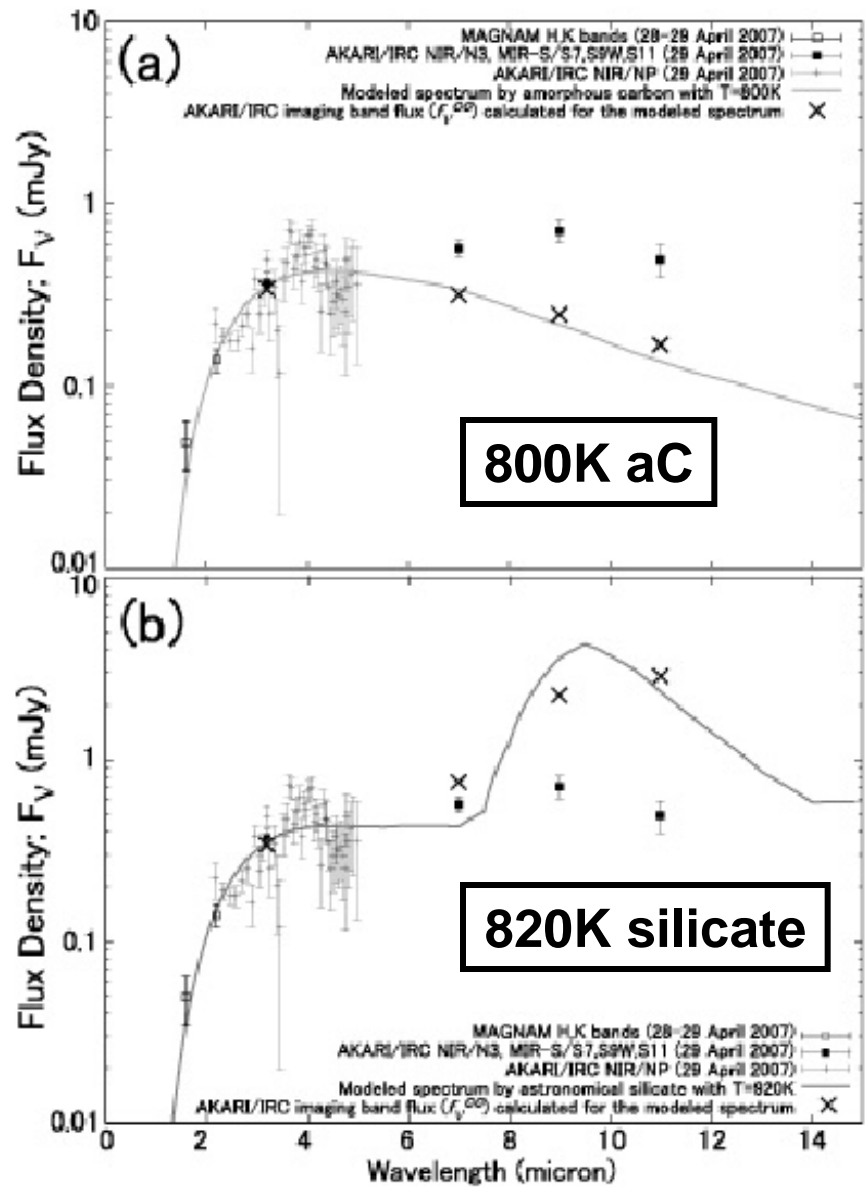 (a)
MAGNAM H,K bands (28-29 April 2007)
AKARI/IRC NIR/N3, MIR-S/S7,S9W,S11 (29 April 2007)
AKARI/IRC NIR/NP (29 April 2007)
Modeled spectrum by amorphous carbon with T=800K
AKARI/IRC imaging band flux (Fν^QQ) calculated for the modeled spectrum
Flux Density; Fν (mJy)
10
1
0.1
0.01
800K aC
(b)
10
1
0.1
0.01
Flux Density; Fν (mJy)
820K silicate
MAGNAM H,K bands (28-29 April 2007)
AKARI/IRC NIR/N3, MIR-S/S7,S9W,S11 (29 April 2007)
AKARI/IRC NIR/NP (29 April 2007)
Modeled spectrum by astronomical silicate with T=820K
AKARI/IRC imaging band flux (Fν^QQ) calculated for the modeled spectrum
0 2 4 6 8 10 12 14
Wavelength (micron)